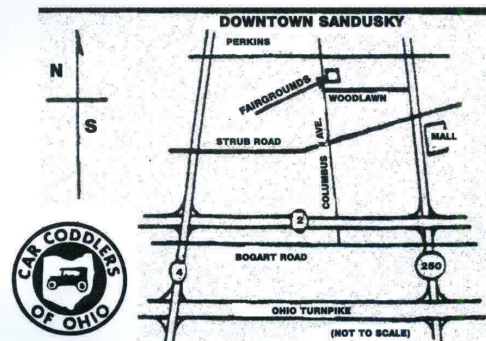 DOWNTOWN SANDUSKY
PERKINS
N
S
FAIRGROUNDS
WOODLAWN
STRUB ROAD
COLUMBUS AVE.
MALL
2
BOGART ROAD
4
250
OHIO TURNPIKE
(NOT TO SCALE)
CAR CODDLERS
OF OHIO